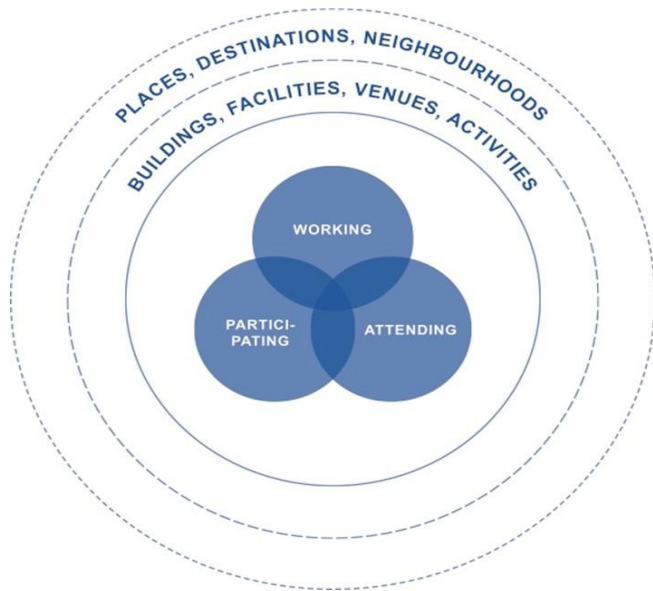 PLACES, DESTINATIONS, NEIGHBOURHOODS
BUILDINGS, FACILITIES, VENUES, ACTIVITIES
WORKING
PARTICI-
PATING
ATTENDING